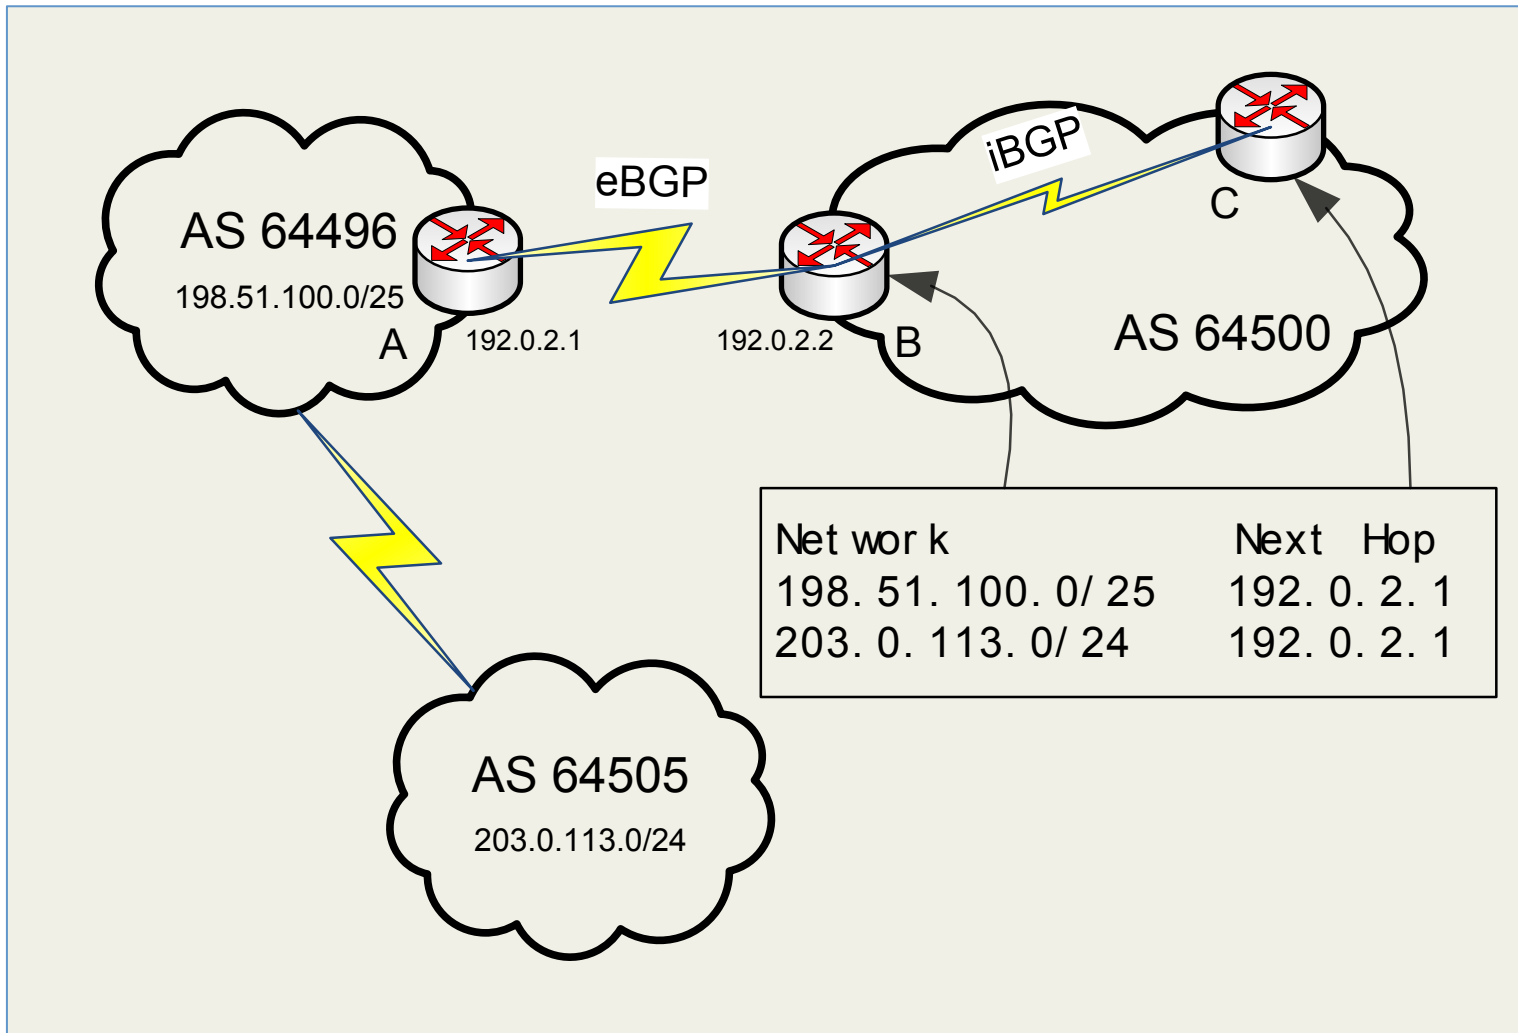 iBGP
eBGP
C
AS 64496
198.51.100.0/25
A
192.0.2.1
192.0.2.2
B
AS 64500
Network Next Hop
198.51.100.0/25 192.0.2.1
203.0.113.0/24 192.0.2.1
AS 64505
203.0.113.0/24